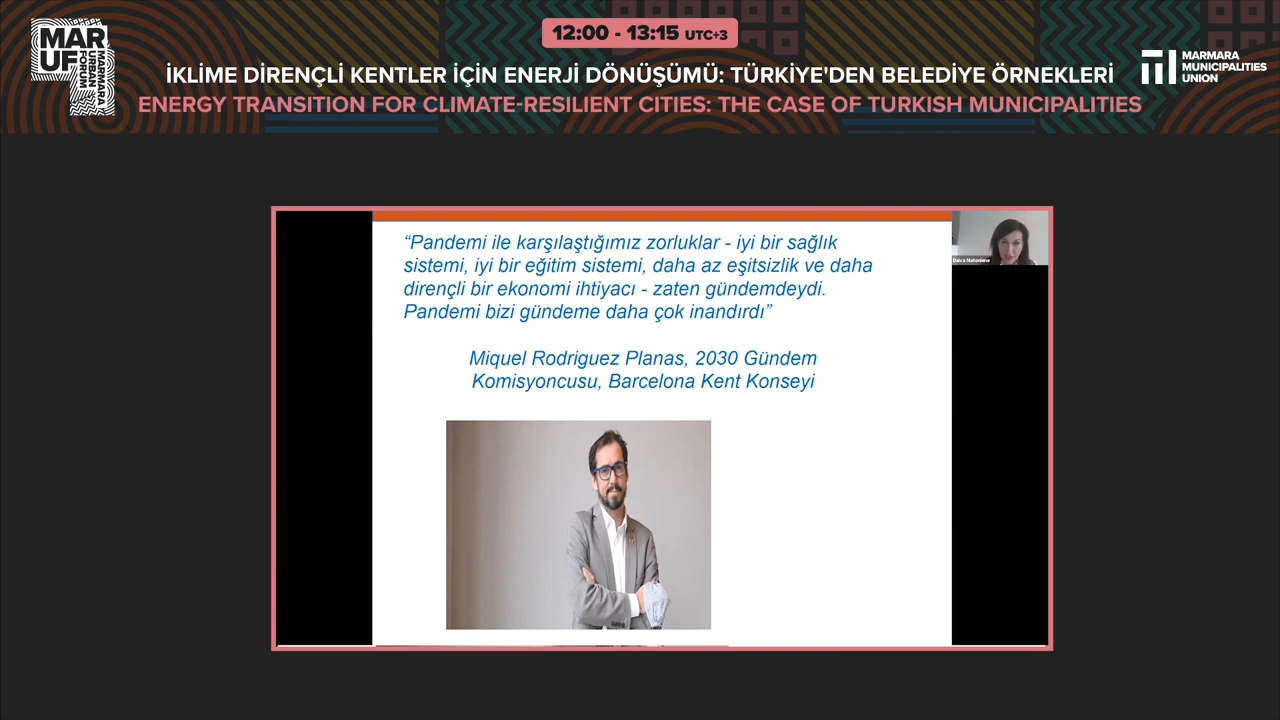 MAR
UF
MARMARA
URBAN
FORUM
12:00 - 13:15 UTC+3
İKLİME DİRENÇLİ KENTLER İÇİN ENERJİ DÖNÜŞÜMÜ: TÜRKİYE'DEN BELEDİYE ÖRNEKLERİ
ENERGY TRANSITION FOR CLIMATE-RESILIENT CITIES: THE CASE OF TURKISH MUNICIPALITIES
MARMARA
MUNICIPALITIES
UNION
“Pandemi ile karşılaştığımız zorluklar - iyi bir sağlık
sistemi, iyi bir eğitim sistemi, daha az eşitsizlik ve daha
dirençli bir ekonomi ihtiyacı - zaten gündemdeydi.
Pandemi bizi gündeme daha çok inandırdı”
Miquel Rodriguez Planas, 2030 Gündem
Komisyoncusu, Barcelona Kent Konseyi
Daiva Matoniene